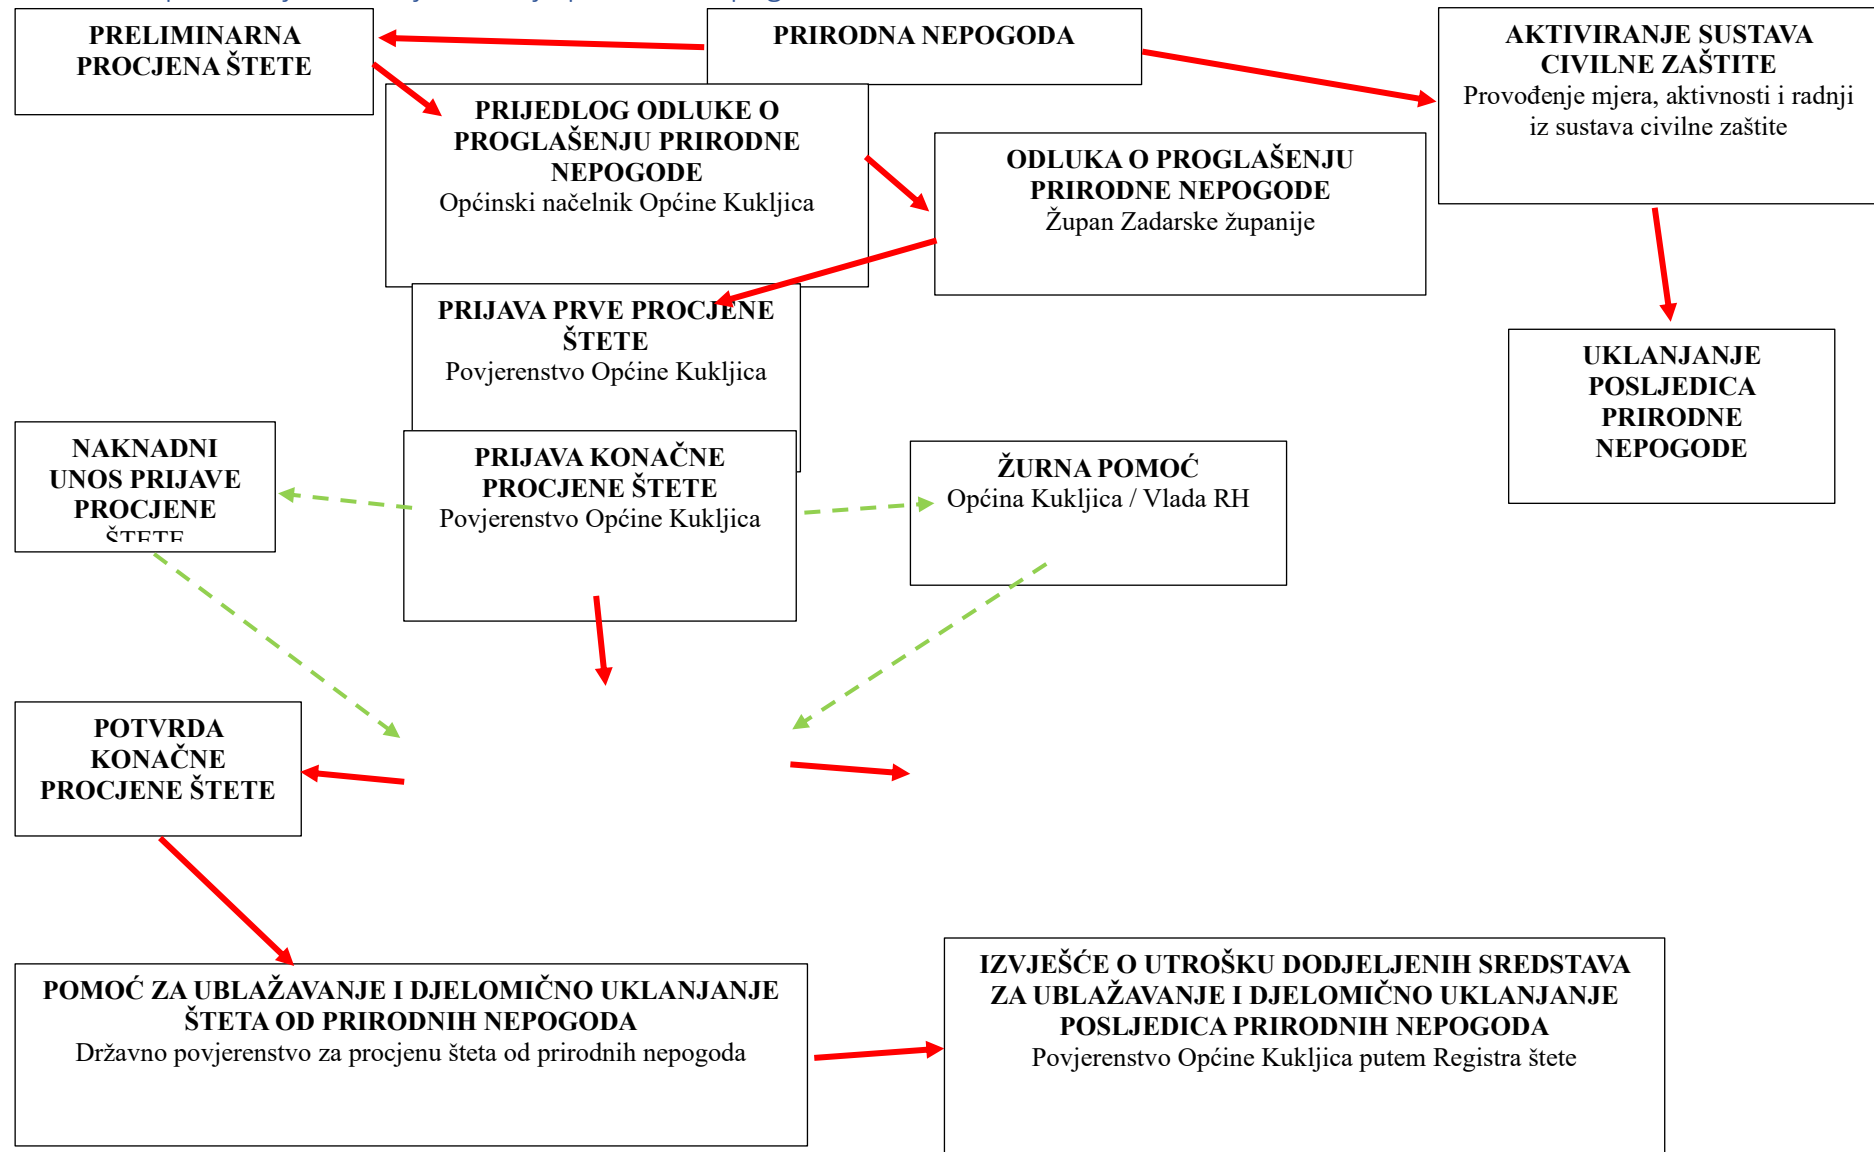 PRELIMINARNA
PROCJENA ŠTETE
PRIRODNA NEPOGODA
AKTIVIRANJE SUSTAVA
CIVILNE ZAŠTITE
Provođenje mjera, aktivnosti i radnji
iz sustava civilne zaštite
PRIJEDLOG ODLUKE O
PROGLAŠENJU PRIRODNE
NEPOGODE
Općinski načelnik Općine Kukljica
ODLUKA O PROGLAŠENJU
PRIRODNE NEPOGODE
Župan Zadarske županije
PRIJAVA PRVE PROCJENE
ŠTETE
Povjerenstvo Općine Kukljica
UKLANJANJE
POSLJEDICA
PRIRODNE
NEPOGODE
NAKNADNI
UNOS PRIJAVE
PROCJENE
ŠTETE
PRIJAVA KONAČNE
PROCJENE ŠTETE
Povjerenstvo Općine Kukljica
ŽURNA POMOĆ
Općina Kukljica / Vlada RH
POTVRDA
KONAČNE
PROCJENE ŠTETE
POMOĆ ZA UBLAŽAVANJE I DJELOMIČNO UKLANJANJE
ŠTETA OD PRIRODNIH NEPOGODA
Državno povjerenstvo za procjenu šteta od prirodnih nepogoda
IZVJEŠĆE O UTROŠKU DODJELJENIH SREDSTAVA
ZA UBLAŽAVANJE I DJELOMIČNO UKLANJANJE
POSLJEDICA PRIRODNIH NEPOGODA
Povjerenstvo Općine Kukljica putem Registra štete